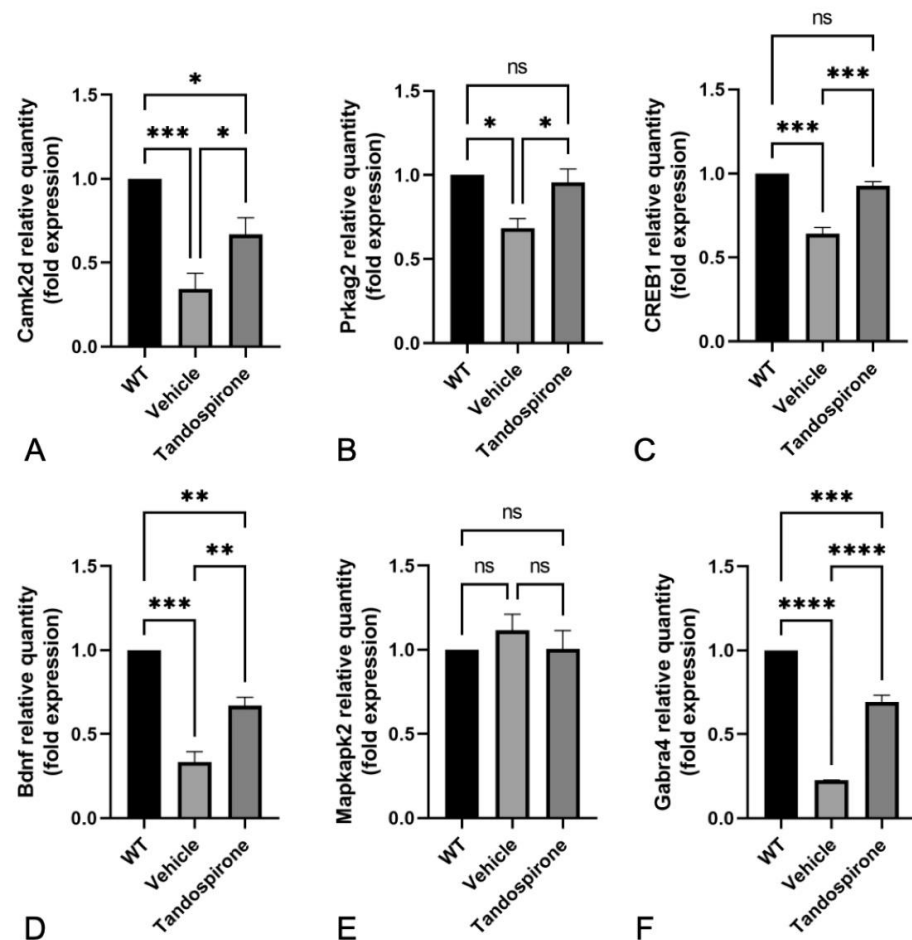 ns
*
ns
***
***
*
*
*
***
Camk2d relative quantity
(fold expression)
1.5
1.0
0.5
0.0
WT
Vehicle
Tandospirone
A
Prkag2 relative quantity
(fold expression)
1.5
1.0
0.5
0.0
WT
Vehicle
Tandospirone
B
CREB1 relative quantity
(fold expression)
1.5
1.0
0.5
0.0
WT
Vehicle
Tandospirone
C
**
**
***
Bdnf relative quantity
(fold expression)
1.5
1.0
0.5
0.0
WT
Vehicle
Tandospirone
D
ns
ns
ns
Mapkapk2 relative quantity
(fold expression)
1.5
1.0
0.5
0.0
WT
Vehicle
Tandospirone
E
***
****
****
Gabra4 relative quantity
(fold expression)
1.5
1.0
0.5
0.0
WT
Vehicle
Tandospirone
F